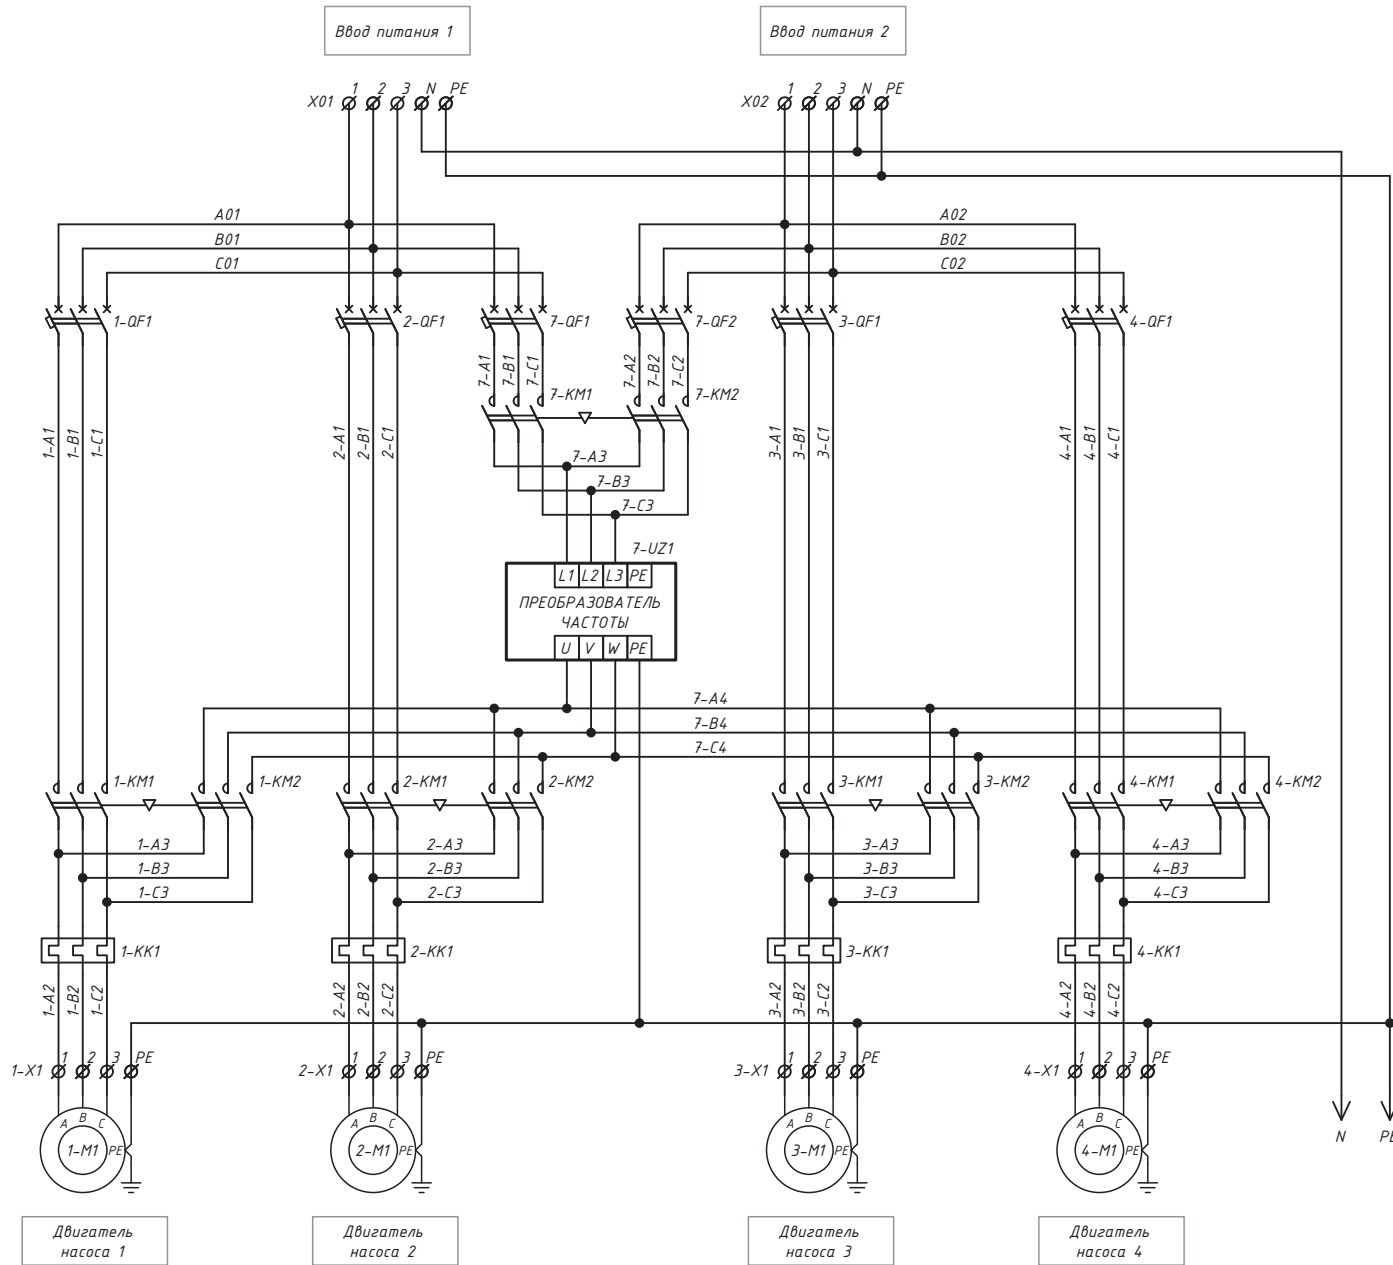 Ввод питания 1
Ввод питания 2
X01 1 2 3 N PE
X02 1 2 3 N PE
A01
A02
B01
B02
C01
C02
1-QF1
2-QF1
7-QF1
7-QF2
3-QF1
4-QF1
7-A1
7-B1
7-C1
7-A2
7-B2
7-C2
7-KM1
7-KM2
1-A1
1-B1
1-C1
2-A1
2-B1
2-C1
3-A1
3-B1
3-C1
4-A1
4-B1
4-C1
7-A3
7-B3
7-C3
7-UZ1
L1 L2 L3 PE
ПРЕОБРАЗОВАТЕЛЬ
ЧАСТОТЫ
U V W PE
7-A4
7-B4
7-C4
1-KM1
1-KM2
2-KM1
2-KM2
3-KM1
3-KM2
4-KM1
4-KM2
1-A3
2-A3
3-A3
4-A3
1-B3
2-B3
3-B3
4-B3
1-C3
2-C3
3-C3
4-C3
1-KK1
2-KK1
3-KK1
4-KK1
1-A2
1-B2
1-C2
2-A2
2-B2
2-C2
3-A2
3-B2
3-C2
4-A2
4-B2
4-C2
1-X1 1 2 3 PE
2-X1 1 2 3 PE
3-X1 1 2 3 PE
4-X1 1 2 3 PE
A B C
A B C
A B C
A B C
N
PE
1-M1 PE
2-M1 PE
3-M1 PE
4-M1 PE
Двигатель
насоса 1
Двигатель
насоса 2
Двигатель
насоса 3
Двигатель
насоса 4